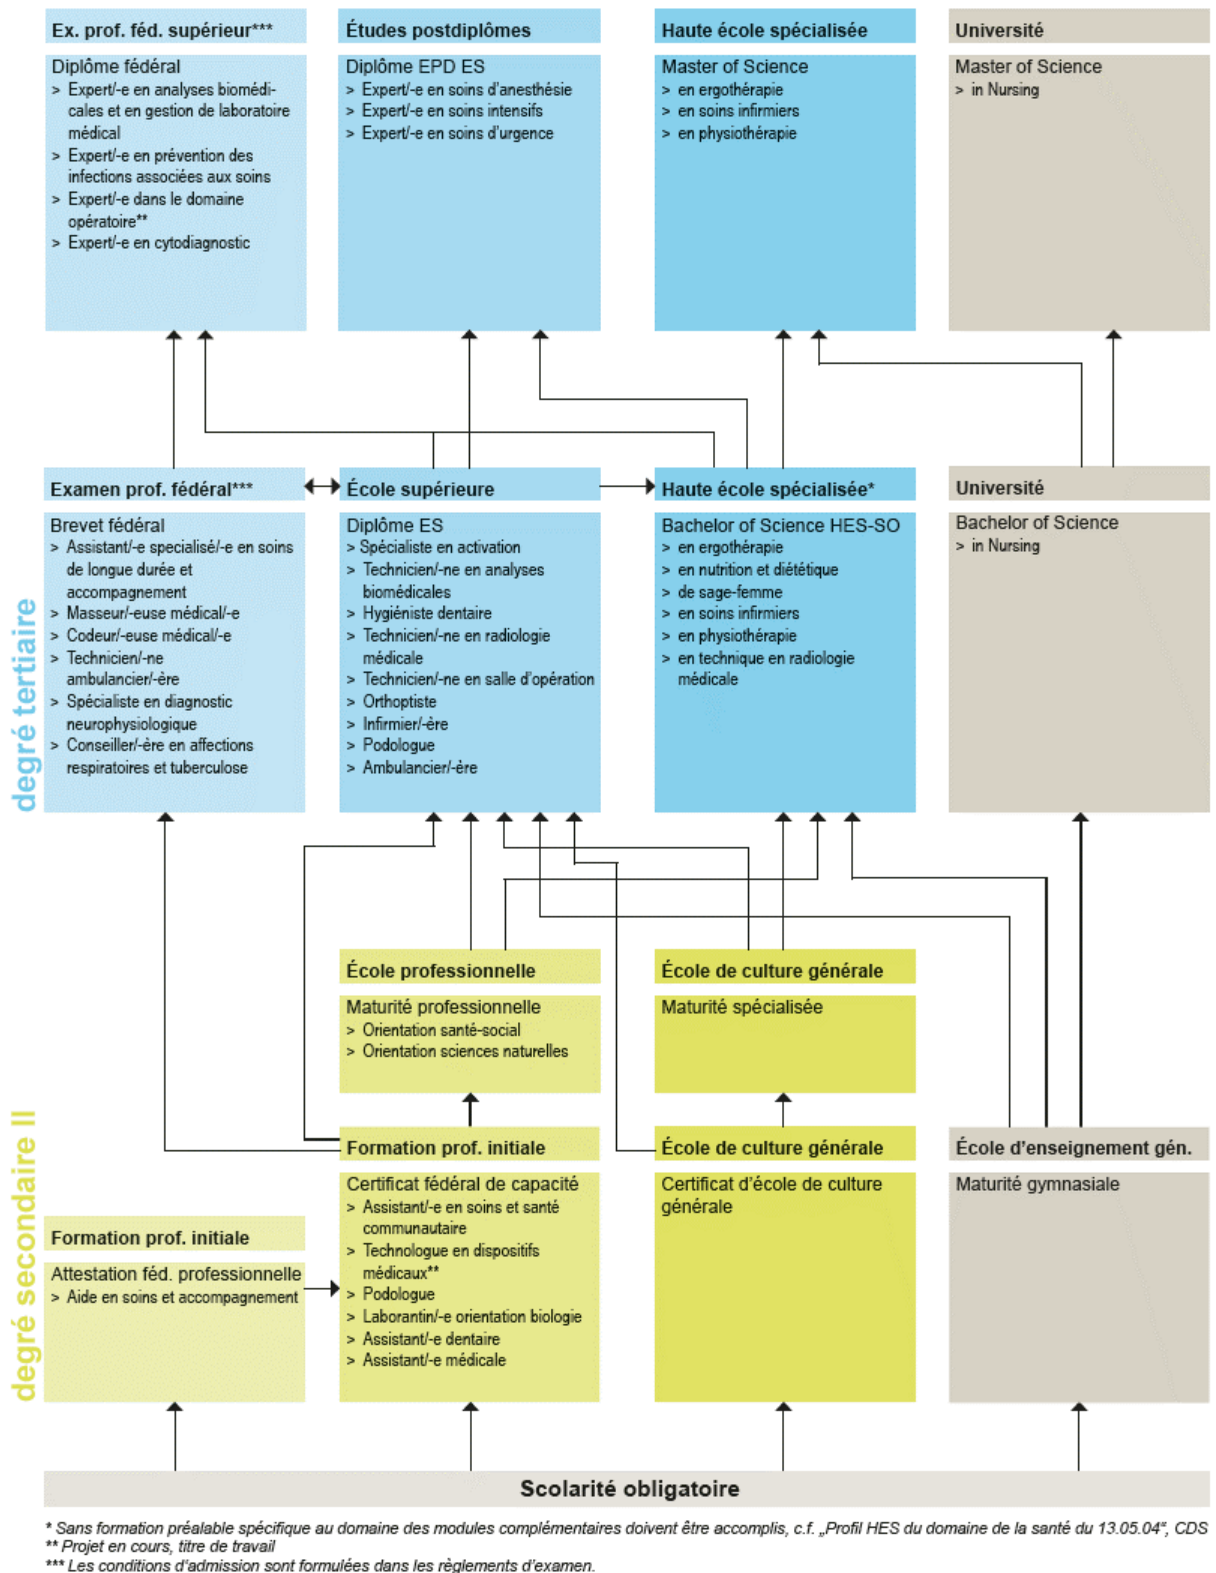 Ex. prof. féd. supérieur***
Diplôme fédéral
> Expert/-e en analyses biomédi-
cales et en gestion de laboratoire
médical
> Expert/-e en prévention des
infections associées aux soins
> Expert/-e dans le domaine
opératoire**
> Expert/-e en cytodiagnostic
Études postdiplômes
Diplôme EPD ES
> Expert/-e en soins d'anesthésie
> Expert/-e en soins intensifs
> Expert/-e en soins d'urgence
Haute école spécialisée
Master of Science
> en ergothérapie
> en soins infirmiers
> en physiothérapie
Université
Master of Science
> in Nursing
degré tertiaire
Examen prof. fédéral***
Brevet fédéral
> Assistant/-e specialisé/-e en soins
de longue durée et
accompagnement
> Masseur/-euse médical/-e
> Codeur/-euse médical/-e
> Technicien/-ne
ambulancier/-ère
> Spécialiste en diagnostic
neurophysiologique
> Conseiller/-ère en affections
respiratoires et tuberculose
École supérieure
Diplôme ES
> Spécialiste en activation
> Technicien/-ne en analyses
biomédicales
> Hygiéniste dentaire
> Technicien/-ne en radiologie
médicale
> Technicien/-ne en salle d'opération
> Orthoptiste
> Infirmier/-ère
> Podologue
> Ambulancier/-ère
Haute école spécialisée*
Bachelor of Science HES-SO
> en ergothérapie
> en nutrition et diététique
> de sage-femme
> en soins infirmiers
> en physiothérapie
> en technique en radiologie
médicale
Université
Bachelor of Science
> in Nursing
degré secondaire II
École professionnelle
Maturité professionnelle
> Orientation santé-social
> Orientation sciences naturelles
École de culture générale
Maturité spécialisée
Formation prof. initiale
Attestation féd. professionnelle
> Aide en soins et accompagnement
Formation prof. initiale
Certificat fédéral de capacité
> Assistant/-e en soins et santé
communautaire
> Technologue en dispositifs
médicaux**
> Podologue
> Laborantin/-e orientation biologie
> Assistant/-e dentaire
> Assistant/-e médicale
École de culture générale
Certificat d'école de culture
générale
École d'enseignement gén.
Maturité gymnasiale
Scolarité obligatoire
* Sans formation préalable spécifique au domaine des modules complémentaires doivent être accomplis, c.f. „Profil HES du domaine de la santé du 13.05.04“, CDS
** Projet en cours, titre de travail
*** Les conditions d'admission sont formulées dans les règlements d'examen.